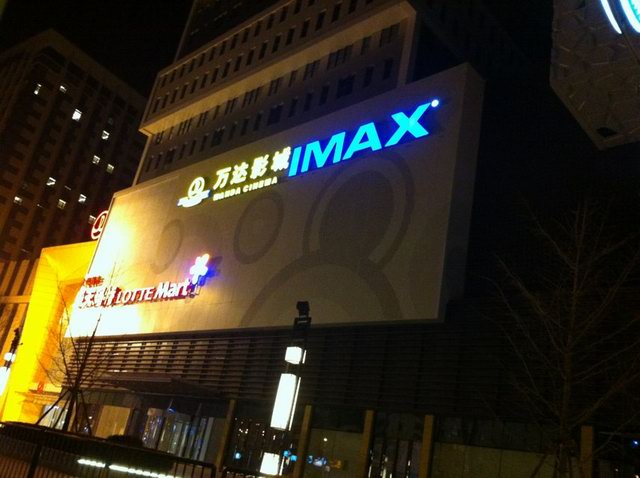 万达影城 IMAX
WANDA CINEMA
LOTTE Mart